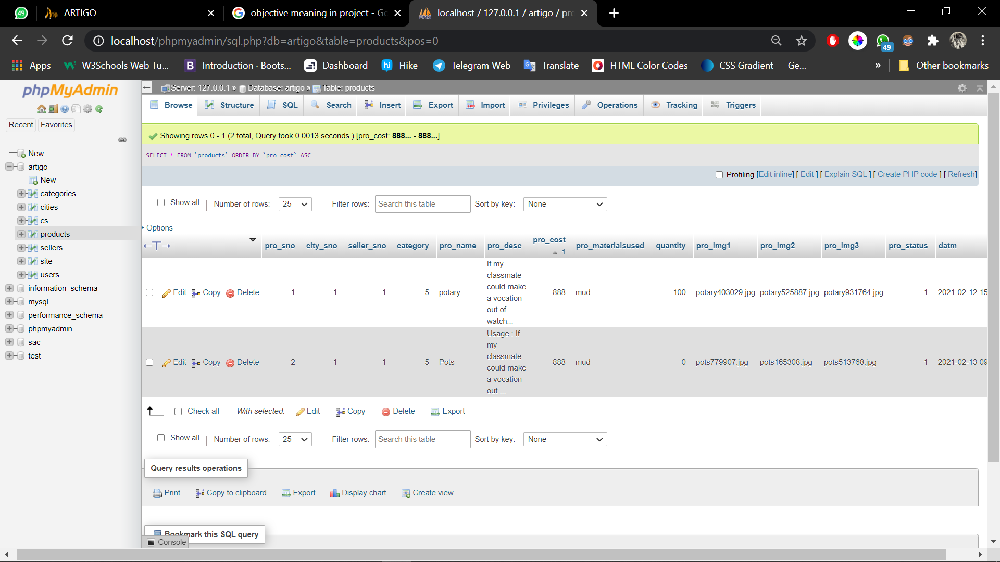 49
ARTIGO
objective meaning in project - Go
localhost / 127.0.0.1 / artigo / pro
localhost/phpmyadmin/sql.php?db=artigo&table=products&pos=0
49
Apps
W3Schools Web Tu...
B Introduction · Boots...
Dashboard
hi Hike
Telegram Web
Translate
HTML Color Codes
CSS Gradient — Ge...
»
Other bookmarks
phpMyAdmin
Recent Favorites
New
artigo
New
categories
cities
cs
products
sellers
site
users
information_schema
mysql
performance_schema
phpmyadmin
sac
test
Server: 127.0.0.1 » Database: artigo » Table: products
Browse Structure SQL Search Insert Export Import Privileges Operations Tracking Triggers
Showing rows 0 - 1 (2 total, Query took 0.0013 seconds.) [pro_cost: 888... - 888...]
SELECT * FROM `products` ORDER BY `pro_cost` ASC
Profiling [Edit inline] [ Edit ] [ Explain SQL ] [ Create PHP code ] [ Refresh]
Show all | Number of rows: 25 Filter rows: Search this table Sort by key: None
+ Options
←T→ pro_sno city_sno seller_sno category pro_name pro_desc pro_cost 1 pro_materialsused quantity pro_img1 pro_img2 pro_img3 pro_status datm
If my
classmate
could make
a vocation
out of
watch...
Edit Copy Delete 1 1 1 5 potary 888 mud 100 potary403029.jpg potary525887.jpg potary931764.jpg 1 2021-02-12 15
Usage : If
my
classmate
could make
a vocation
out ...
Edit Copy Delete 2 1 1 5 Pots 888 mud 0 pots779907.jpg pots165308.jpg pots513768.jpg 1 2021-02-13 09
Check all With selected: Edit Copy Delete Export
Show all | Number of rows: 25 Filter rows: Search this table Sort by key: None
Query results operations
Print Copy to clipboard Export Display chart Create view
Bookmark this SQL query
Console